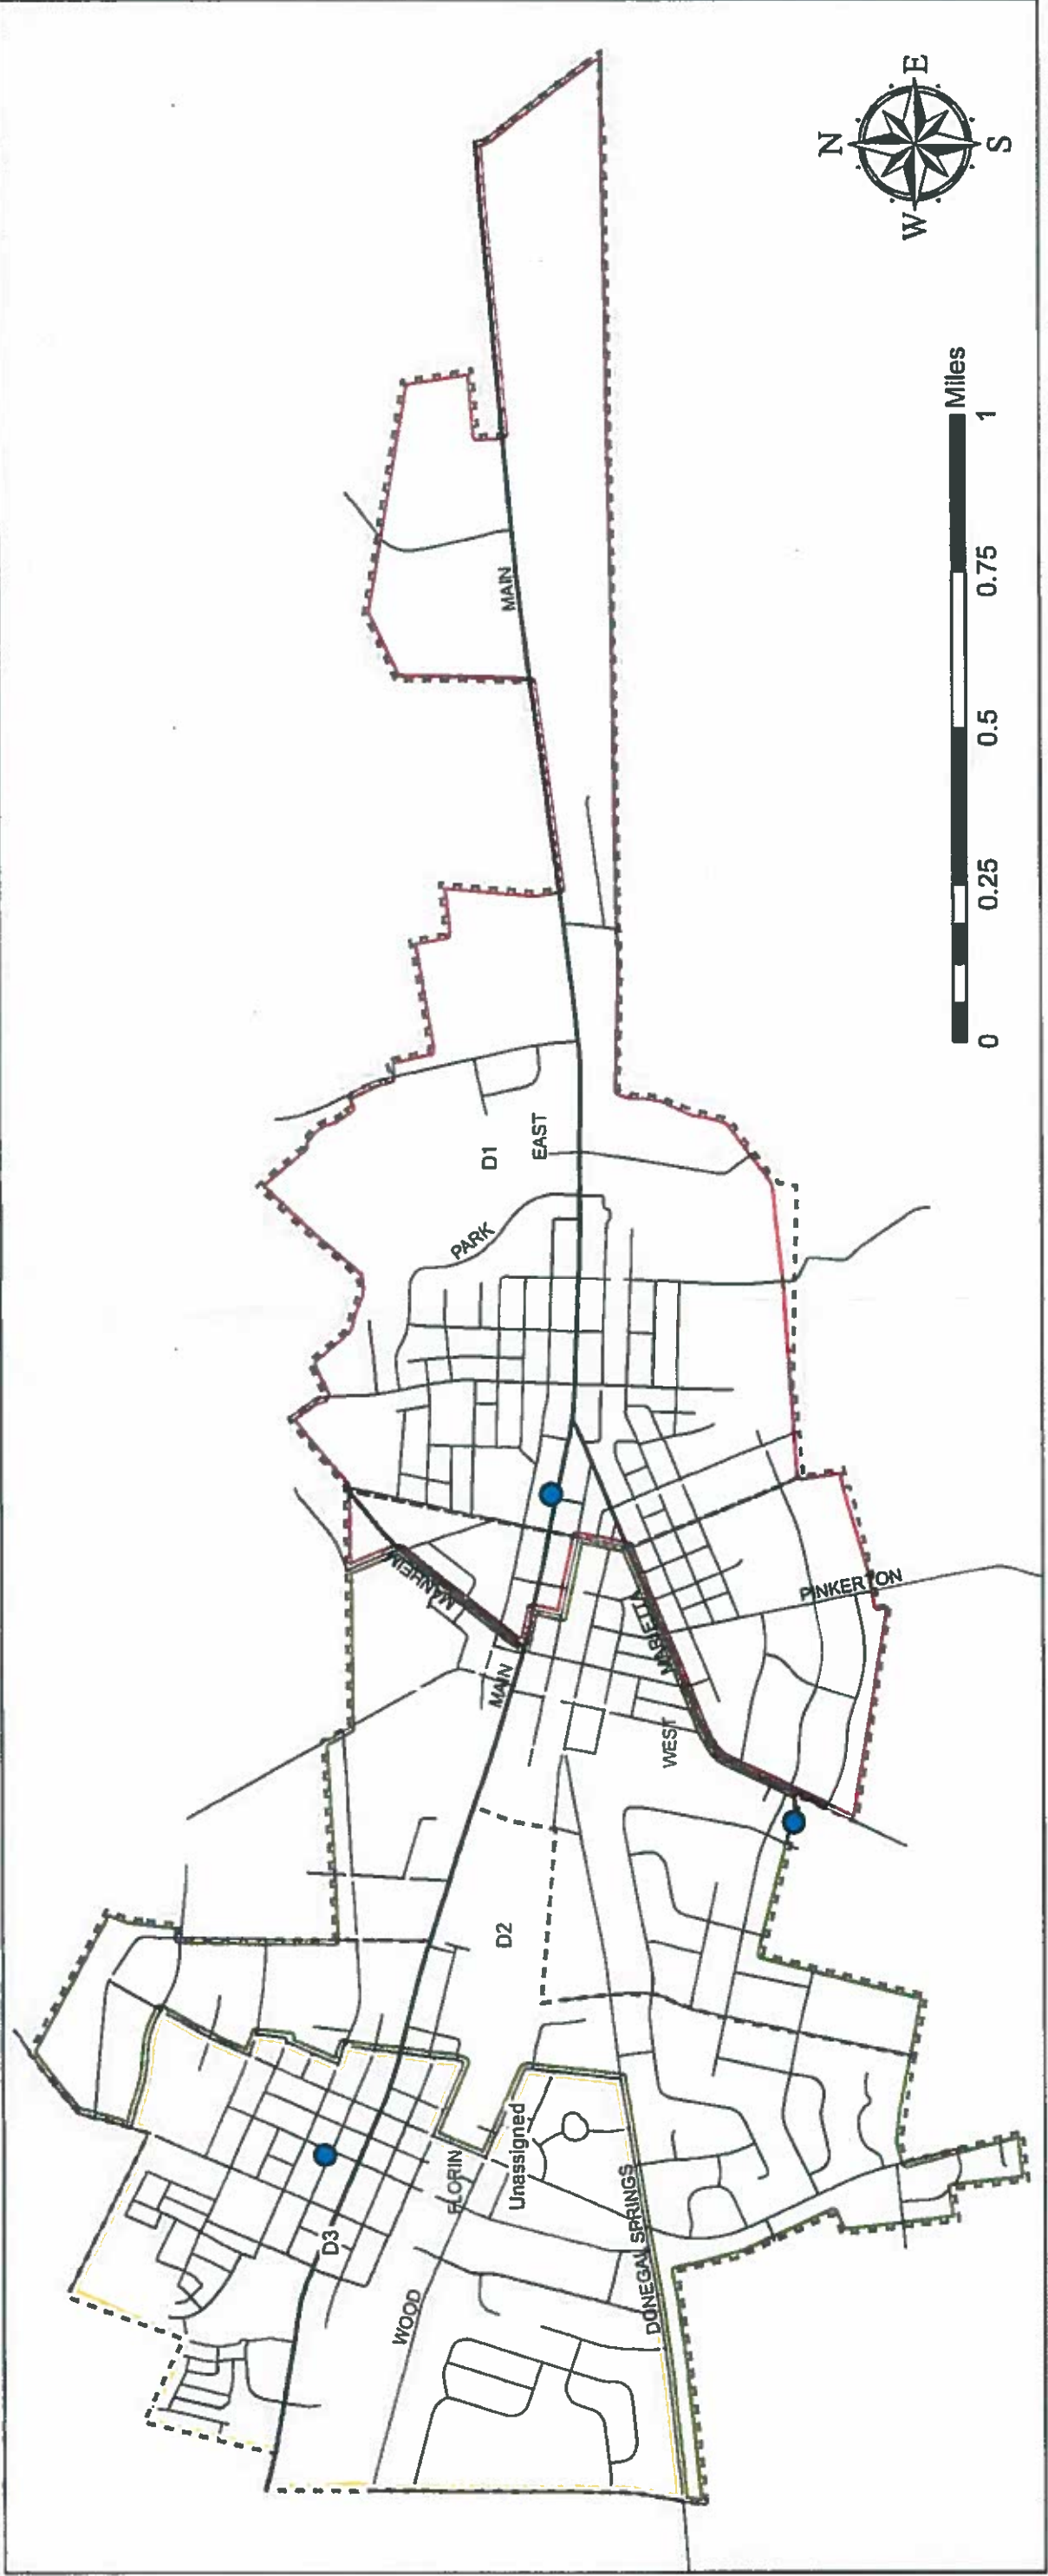 N
W
E
S
MAIN
D1
EAST
PARK
MANHEIM
MAIN
MARIETTA
PINKERTON
WEST
D2
D3
FLORIN
Unassigned
WOOD
DONEGAL SPRINGS
0
0.25
0.5
0.75
1
Miles